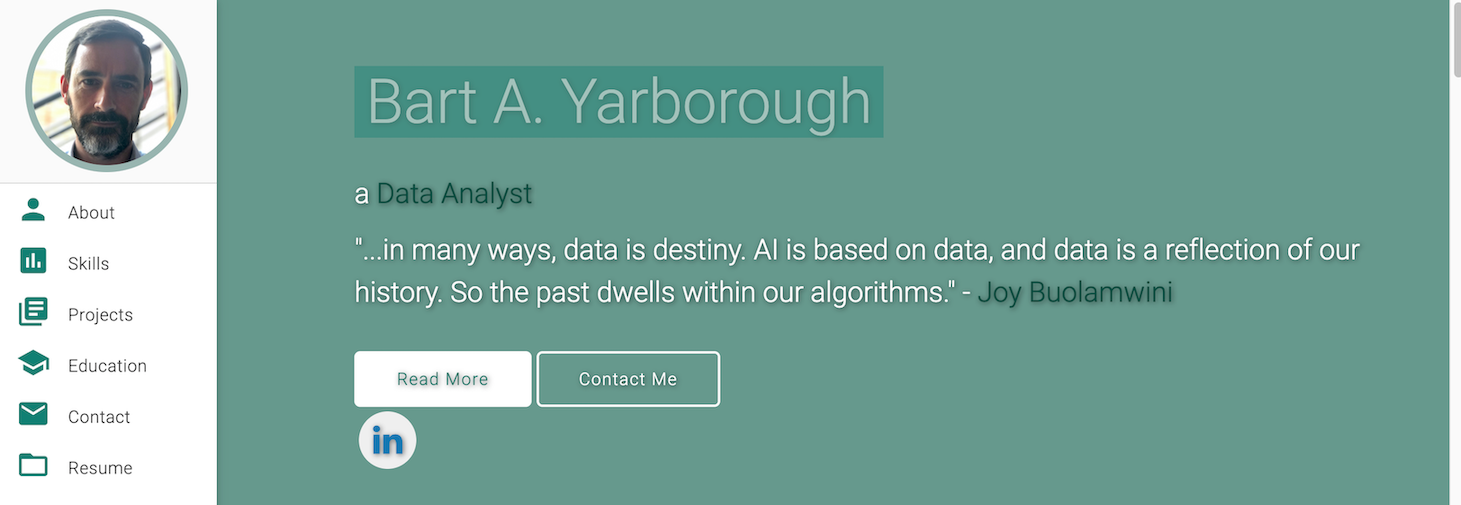 Bart A. Yarborough
a Data Analyst
"...in many ways, data is destiny. AI is based on data, and data is a reflection of our
history. So the past dwells within our algorithms." - Joy Buolamwini
Read More
Contact Me
in
About
Skills
Projects
Education
Contact
Resume